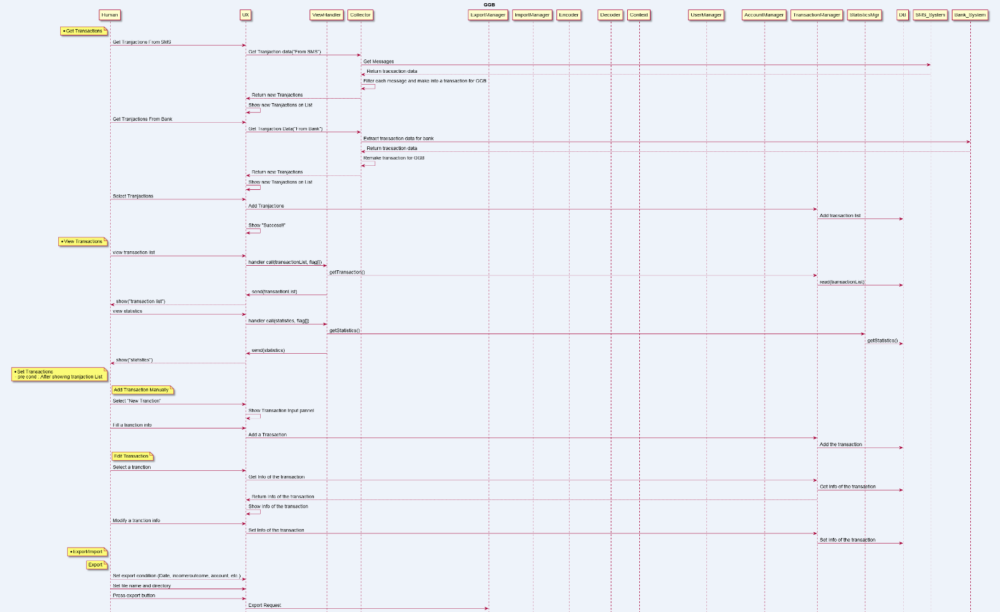 GGB
Human
UX
ViewHandler
Collector
ExportManager
ImportManager
Encoder
Decoder
Context
UserManager
AccountManager
TransactionManager
StatisticsMgr
DB
SMS_System
Bank_System
•Get Transactions
Get Tranjactions From SMS
Get Tranjaction data("From SMS")
Get Messages
Return tracsaction data
Filter each message and make into a transaction for GGB
Return new Tranjactions
Show new Tranjactions on List
Get Tranjactions From Bank
Get Tranjaction Data("From Bank")
Extract tracsaction data for bank
Return tracsaction data
Remake transaction for GGB
Return new Tranjactions
Show new Tranjactions on List
Select Tranjactions
Add Tranjactions
Add tracsaction list
Show "Success!!"
•View Transactions
view transaction list
handler call(transactionList, flag[])
getTransaction()
read(transactionList)
send(transactionList)
show("transaction list")
view statistics
handler call(statistics, flag[])
getStatistics()
getStatistics()
send(statistics)
show("statistics")
•Set Transactions
- pre cond : After showing tranjaction List
Add Transaction Manually
Select "New Tranction"
Show Transaction Input pannel
Fill a tranction info
Add a Tracsaction
Add the transaction
Edit Transaction
Select a tranction
Get Info of the transaction
Get Info of the transaction
Return Info of the transaction
Show Info of the transaction
Modify a tranction info
Set Info of the transaction
Set Info of the transaction
•Export/Import
Export
Set export condition (Date, income/outcome, account, etc.)
Set file name and directory
Press export button
Export Request